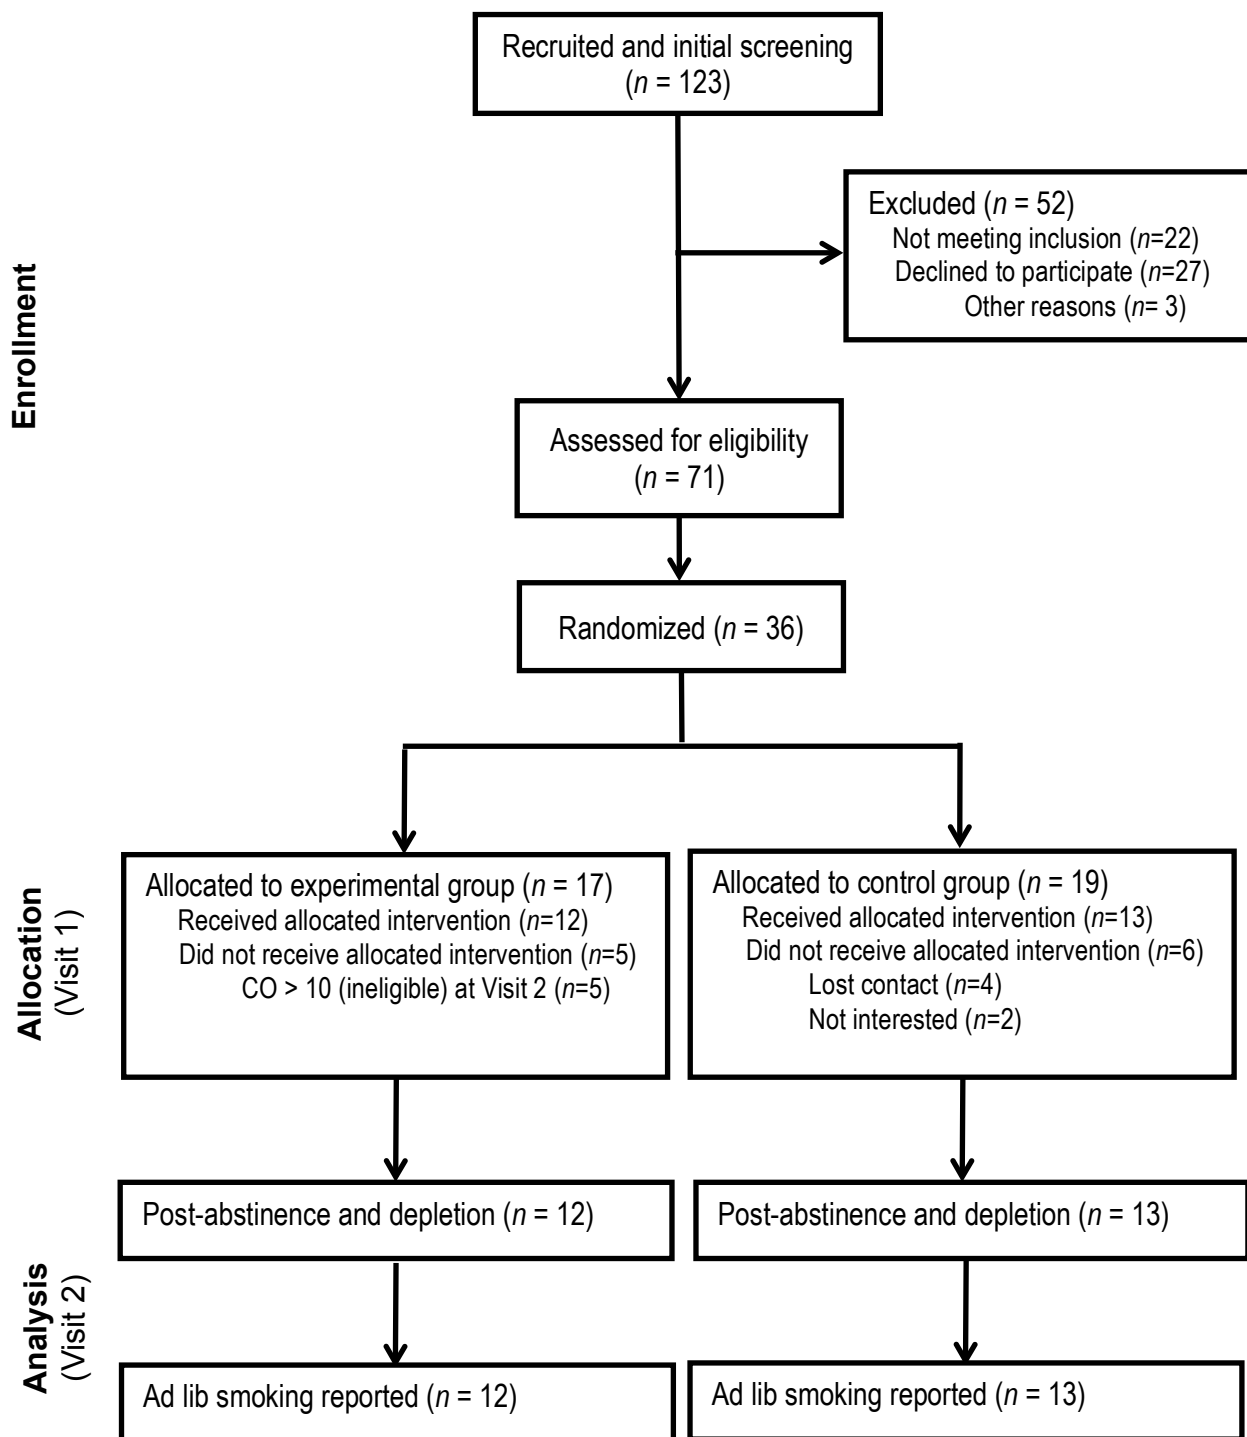 Recruited and initial screening
(n = 123)
Excluded (n = 52)
Not meeting inclusion (n=22)
Declined to participate (n=27)
Other reasons (n= 3)
Enrollment
Assessed for eligibility
(n = 71)
Randomized (n = 36)
Allocation
(Visit 1)
Allocated to experimental group (n = 17)
Received allocated intervention (n=12)
Did not receive allocated intervention (n=5)
CO > 10 (ineligible) at Visit 2 (n=5)
Allocated to control group (n = 19)
Received allocated intervention (n=13)
Did not receive allocated intervention (n=6)
Lost contact (n=4)
Not interested (n=2)
Post-abstinence and depletion (n = 12)
Post-abstinence and depletion (n = 13)
Analysis
(Visit 2)
Ad lib smoking reported (n = 12)
Ad lib smoking reported (n = 13)